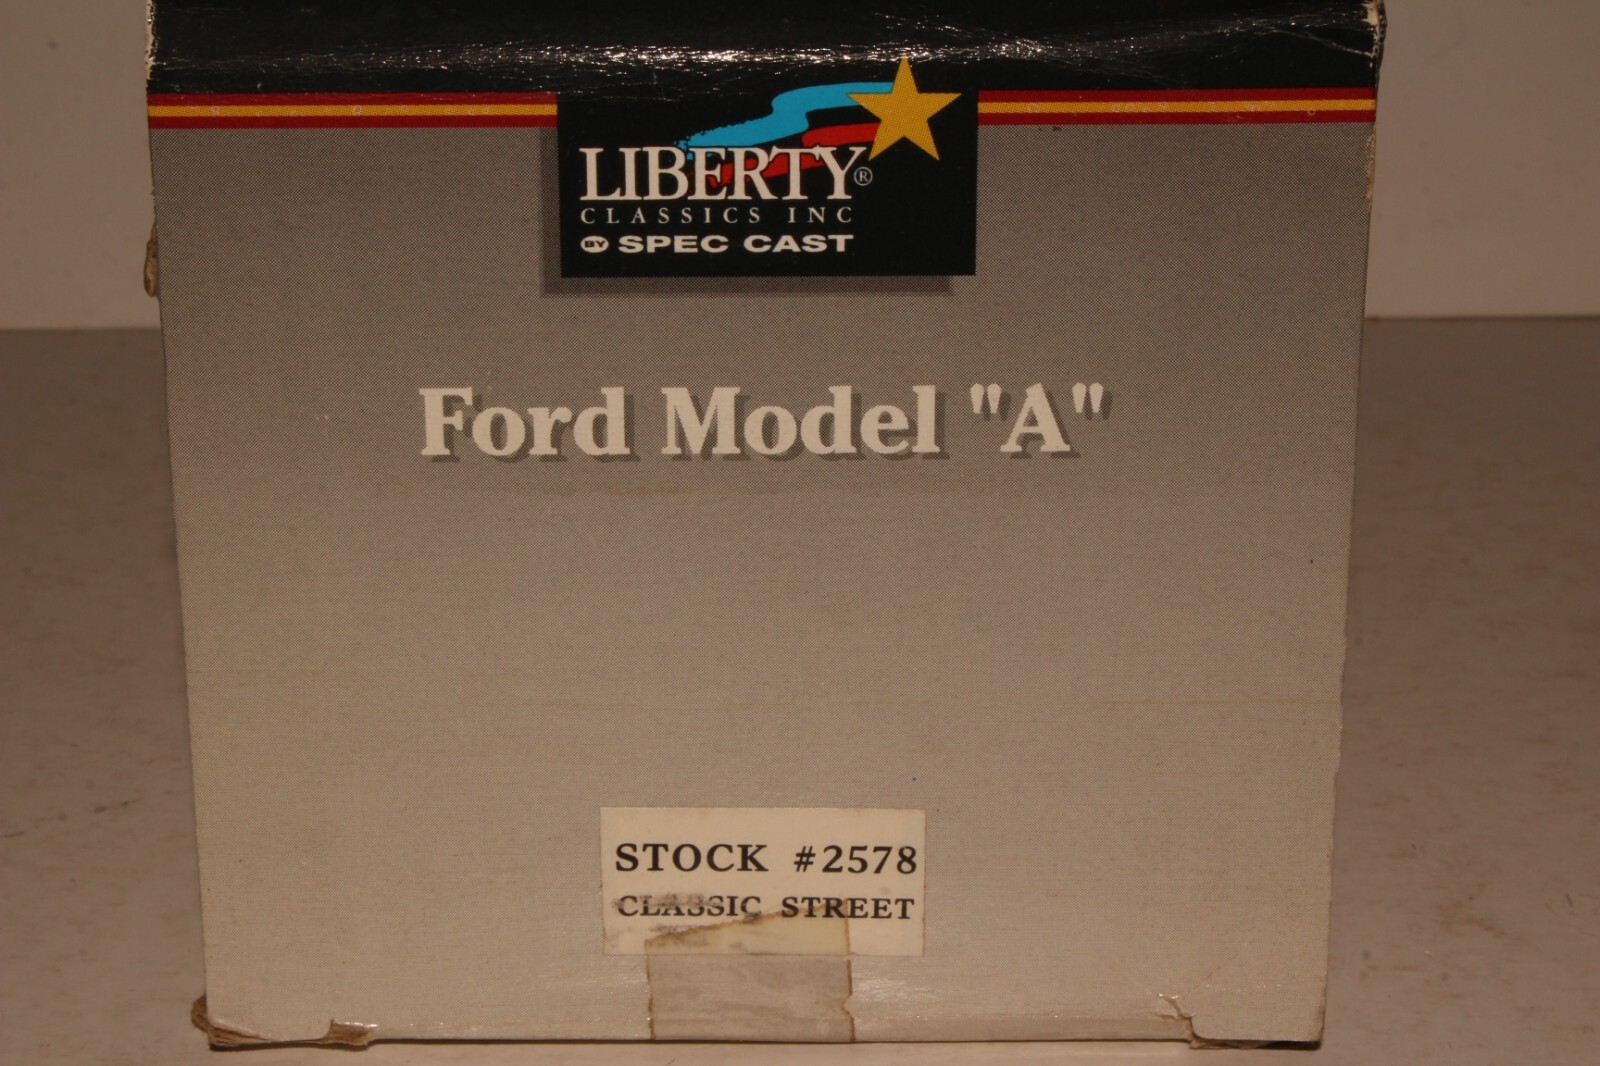 LIBERTY®
CLASSICS INC
BY SPEC CAST
Ford Model "A"
STOCK #2578
CLASSIC STREET